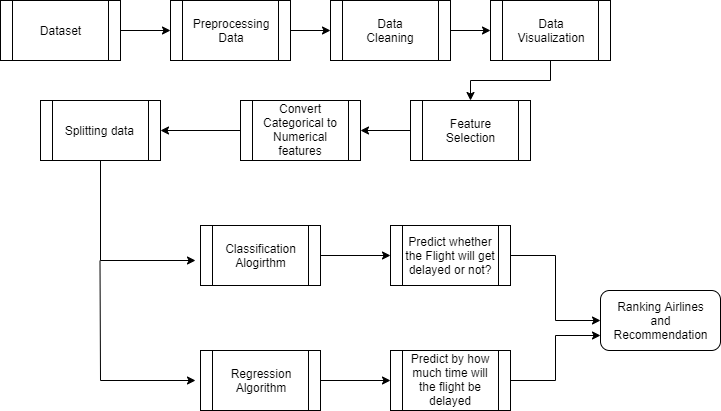 Dataset
Preprocessing
Data
Data
Cleaning
Data
Visualization
Splitting data
Convert
Categorical to
Numerical
features
Feature
Selection
Classification
Alogirthm
Predict whether
the Flight will get
delayed or not?
Ranking Airlines
and
Recommendation
Regression
Algorithm
Predict by how
much time will
the flight be
delayed